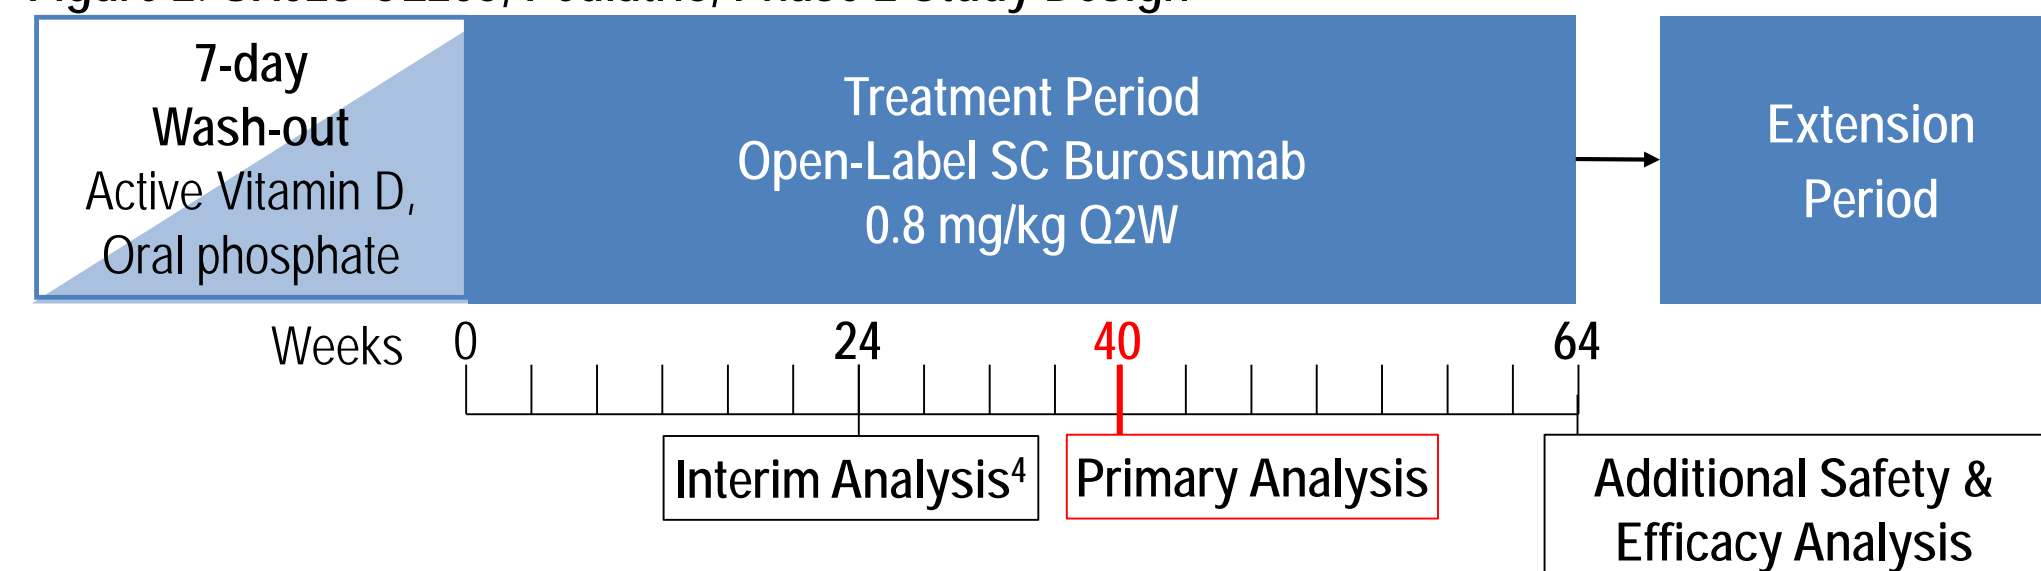 7-day
Wash-out
Active Vitamin D,
Oral phosphate
Treatment Period
Open-Label SC Burosumab
0.8 mg/kg Q2W
Extension
Period
Weeks 0 24 40 64
Interim Analysis⁴
Primary Analysis
Additional Safety &
Efficacy Analysis